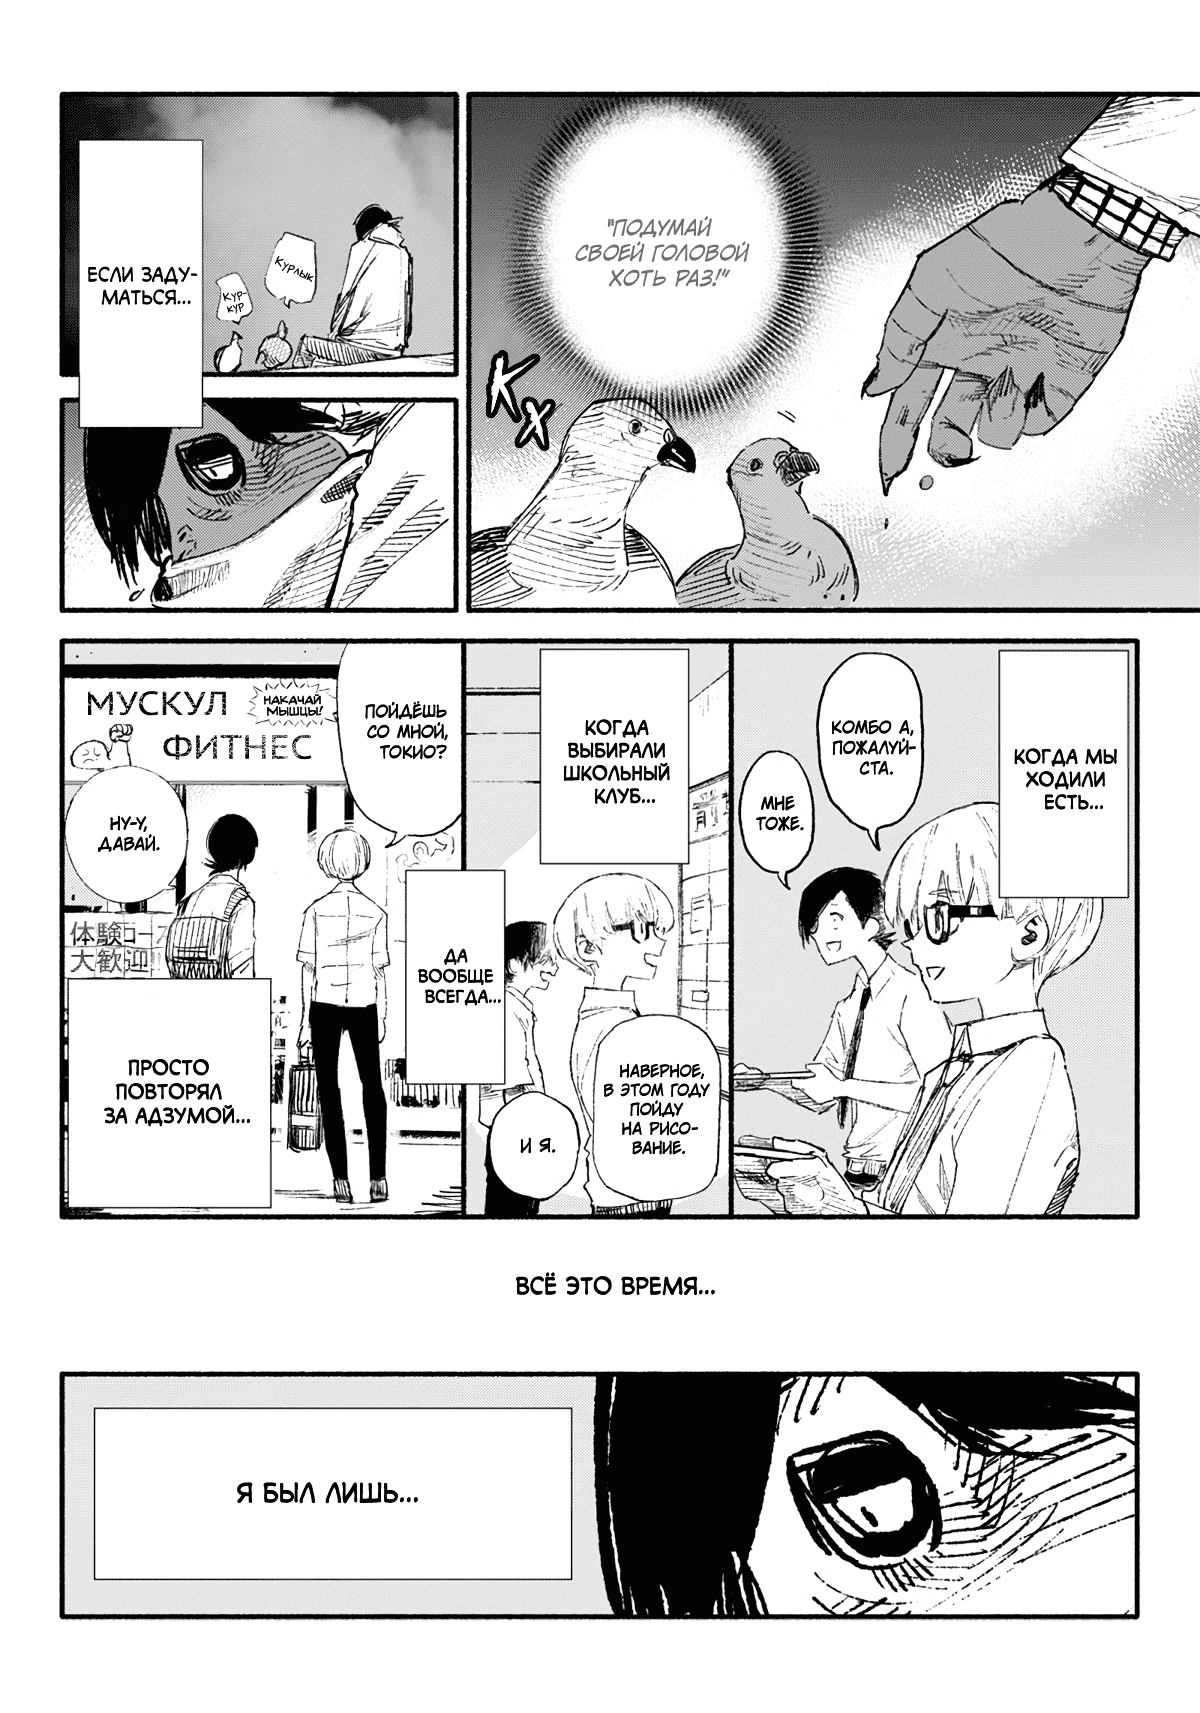 "ПОДУМАЙ
СВОЕЙ ГОЛОВОЙ
ХОТЬ РАЗ!"
КХ
ЕСЛИ ЗАДУ-
МАТЬСЯ...
КУРЛЫК
КУР-
КУР
КОГДА МЫ
ХОДИЛИ
ЕСТЬ...
КОМБО А,
ПОЖАЛУЙ-
СТА.
МНЕ
ТОЖЕ.
КОГДА
ВЫБИРАЛИ
ШКОЛЬНЫЙ
КЛУБ...
НАВЕРНОЕ,
В ЭТОМ ГОДУ
ПОЙДУ
НА РИСО-
ВАНИЕ.
И Я.
ДА
ВООБЩЕ
ВСЕГДА...
МУСКУЛ
ФИТНЕС
НАКАЧАЙ
МЫШЦЫ!
ПОЙДЁШЬ
СО МНОЙ,
ТОКИО?
НУ-У,
ДАВАЙ.
体験コース
大歓迎
ПРОСТО
ПОВТОРЯЛ
ЗА АДЗУМОЙ...
ВСЁ ЭТО ВРЕМЯ...
Я БЫЛ ЛИШЬ...